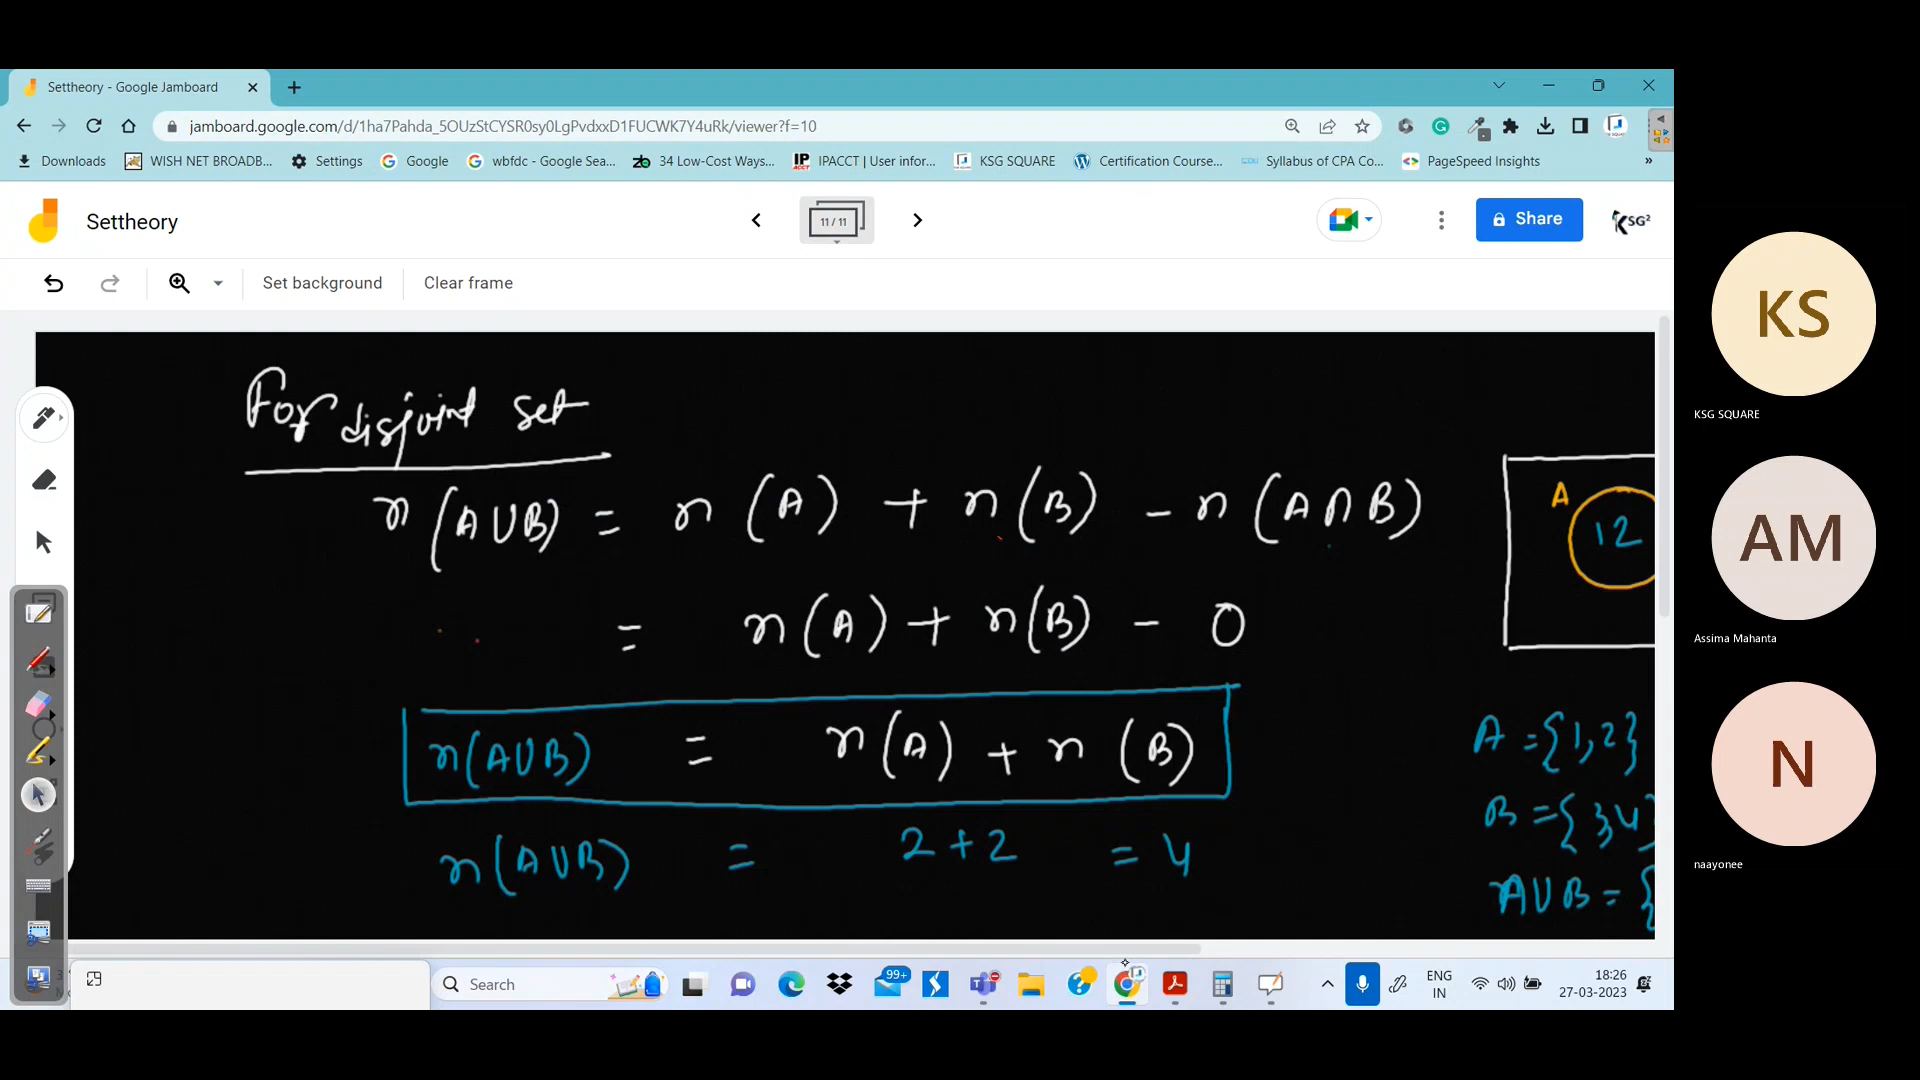 Settheory - Google Jamboard
jamboard.google.com/d/1ha7Pahda_5OUzStCYSR0sy0LgPvdxxD1FUCWK7Y4uRk/viewer?f=10
Downloads WISH NET BROADB... Settings Google wbfdc - Google Sea... 34 Low-Cost Ways... IPACCT | User infor... KSG SQUARE Certification Course... Syllabus of CPA Co... PageSpeed Insights »
Settheory
11 / 11
Share
KSG²
Set background Clear frame
For disjoint set
n(A∪B) = n(A) + n(B) - n(A∩B)
= n(A) + n(B) - 0
n(A∪B) = n(A) + n(B)
n(A∪B) = 2+2 = 4
A
12
A = {1,2}
B = {3 4}
A∪B = {
KS
KSG SQUARE
AM
Assima Mahanta
N
naayonee
Search
99+
ENG
IN
18:26
27-03-2023